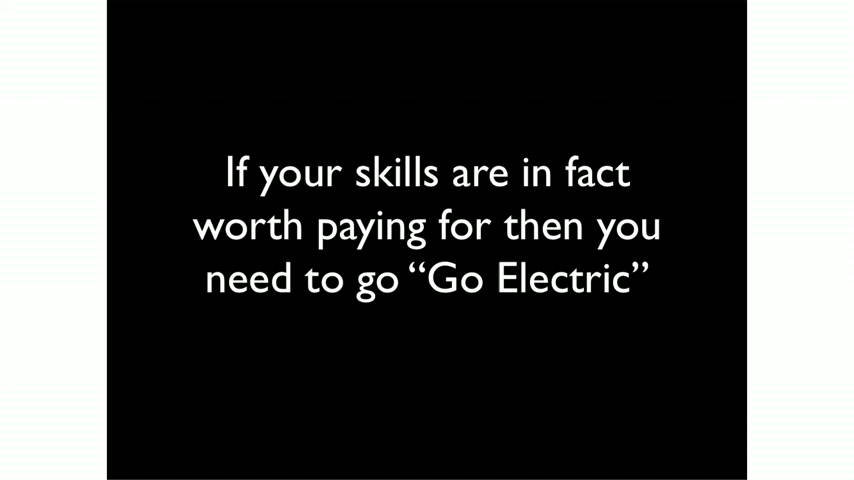 If your skills are in fact
worth paying for then you
need to go “Go Electric”